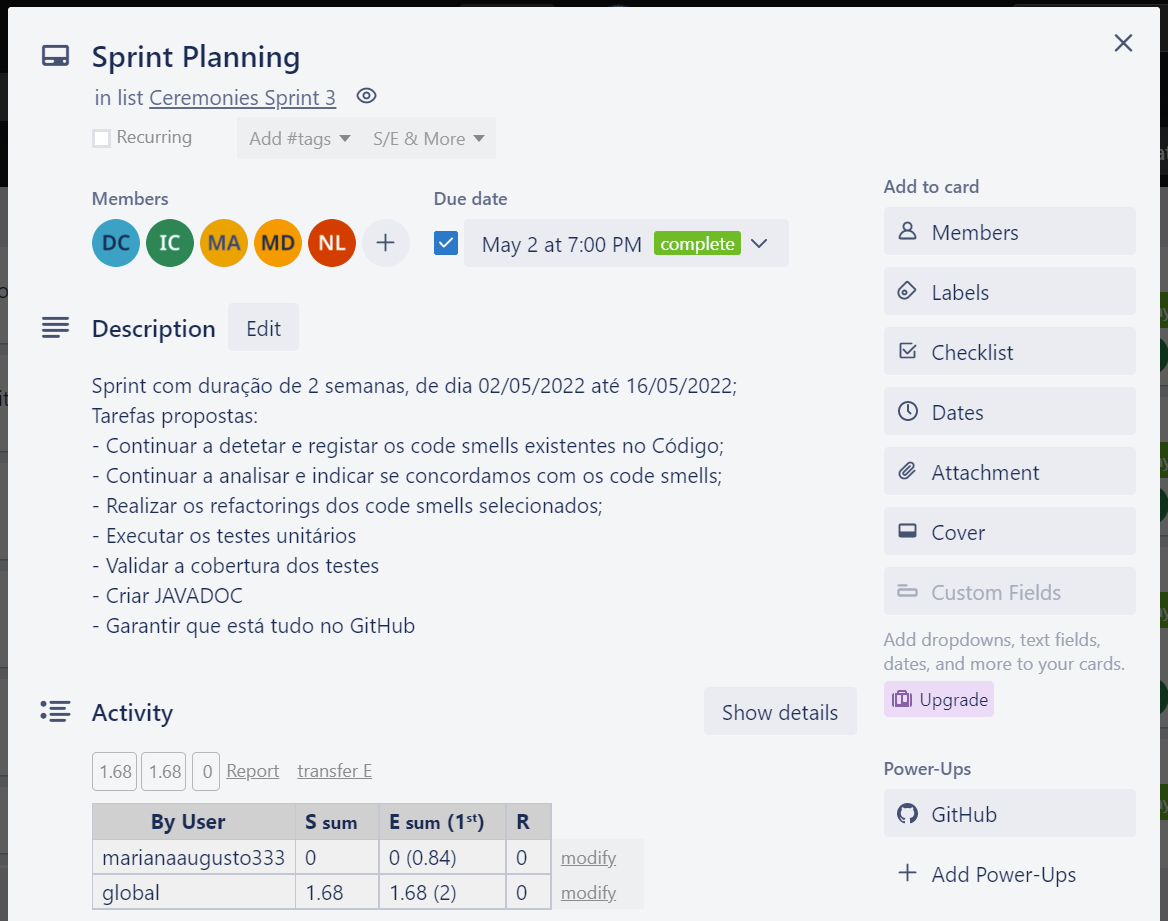 Sprint Planning
in list Ceremonies Sprint 3
Recurring
Add #tags
S/E & More
Members
Due date
DC IC MA MD NL
May 2 at 7:00 PM complete
Description
Edit
Sprint com duração de 2 semanas, de dia 02/05/2022 até 16/05/2022;
Tarefas propostas:
- Continuar a detetar e registar os code smells existentes no Código;
- Continuar a analisar e indicar se concordamos com os code smells;
- Realizar os refactorings dos code smells selecionados;
- Executar os testes unitários
- Validar a cobertura dos testes
- Criar JAVADOC
- Garantir que está tudo no GitHub
Activity
Show details
1.68 1.68 0 Report transfer E
By User S sum E sum (1st) R
marianaaugusto333 0 0 (0.84) 0 modify
global 1.68 1.68 (2) 0 modify
Add to card
Members
Labels
Checklist
Dates
Attachment
Cover
Custom Fields
Add dropdowns, text fields,
dates, and more to your cards.
Upgrade
Power-Ups
GitHub
Add Power-Ups